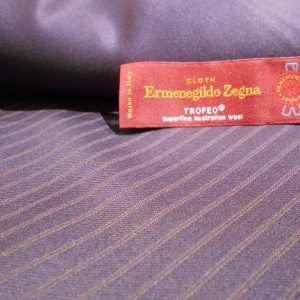 CLOTH
Ermenegildo Zegna
TROFEO®
Superfine Australian Wool
Woven in Italy